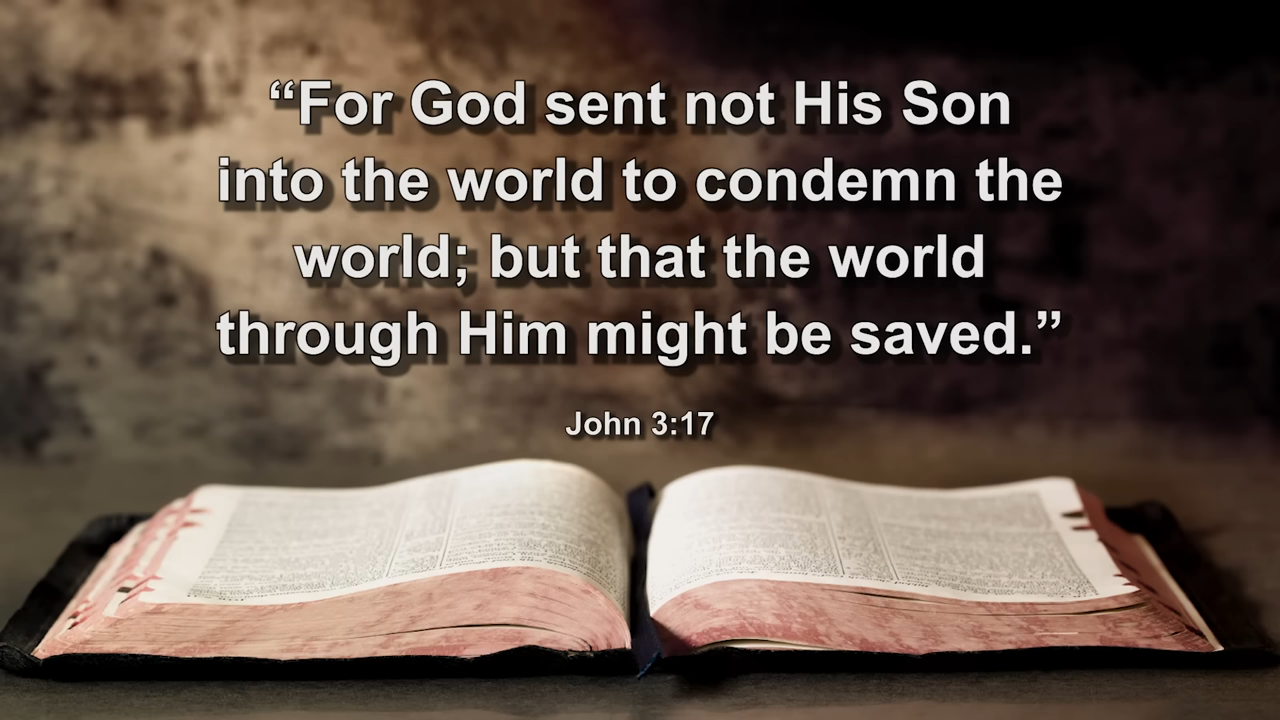 “For God sent not His Son
into the world to condemn the
world; but that the world
through Him might be saved.”
John 3:17